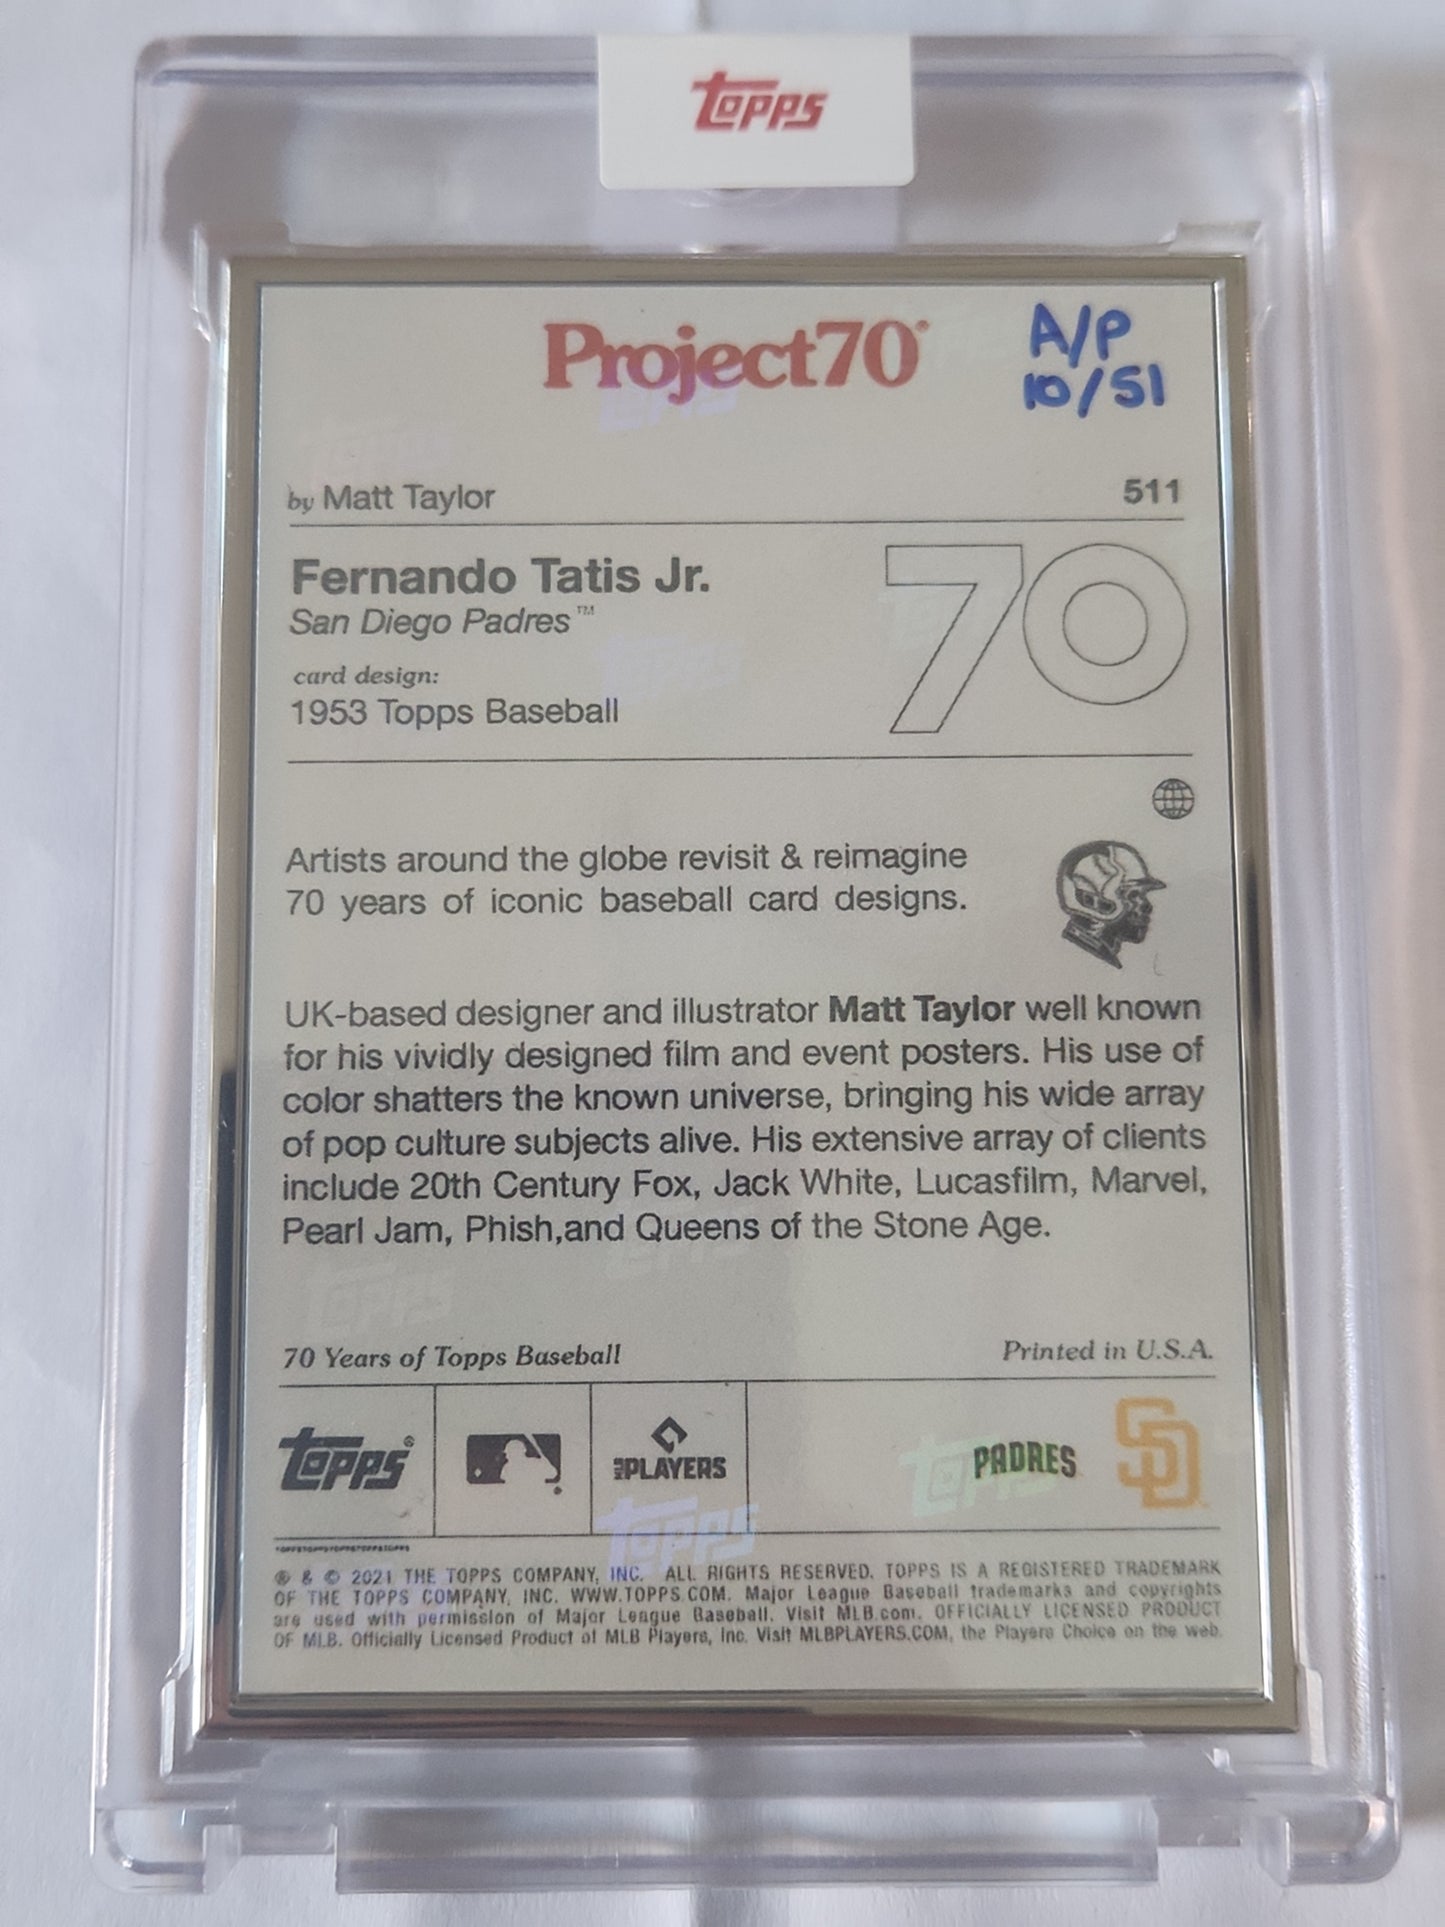 TOPPS
Project70®
A/P
10/51
by Matt Taylor
511
Fernando Tatis Jr.
San Diego Padres™
card design:
1953 Topps Baseball
70
Artists around the globe revisit & reimagine
70 years of iconic baseball card designs.
UK-based designer and illustrator Matt Taylor well known
for his vividly designed film and event posters. His use of
color shatters the known universe, bringing his wide array
of pop culture subjects alive. His extensive array of clients
include 20th Century Fox, Jack White, Lucasfilm, Marvel,
Pearl Jam, Phish,and Queens of the Stone Age.
70 Years of Topps Baseball
Printed in U.S.A.
TOPPS®
PLAYERS
PADRES
SD
® & © 2021 THE TOPPS COMPANY, INC. ALL RIGHTS RESERVED. TOPPS IS A REGISTERED TRADEMARK
OF THE TOPPS COMPANY, INC. WWW.TOPPS.COM. Major League Baseball trademarks and copyrights
are used with permission of Major League Baseball. Visit MLB.com. OFFICIALLY LICENSED PRODUCT
OF MLB. Officially Licensed Product of MLB Players, Inc. Visit MLBPLAYERS.COM, the Players Choice on the web.